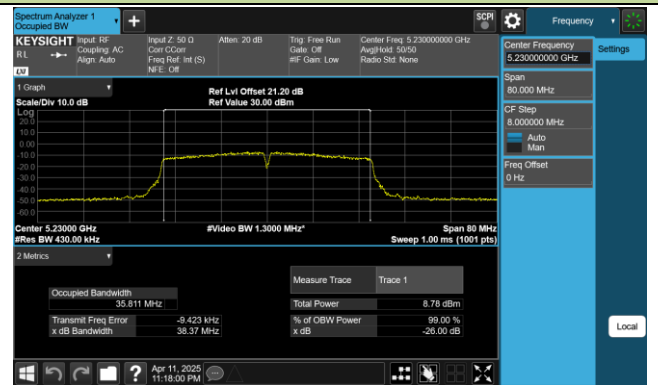 Spectrum Analyzer 1
Occupied BW
SCPI
Frequency
KEYSIGHT
RL
LXI
Input: RF
Coupling: AC
Align: Auto
Input Z: 50 Ω
Corr CCorr
Freq Ref: Int (S)
NFE: Off
Atten: 20 dB
Trig: Free Run
Gate: Off
#IF Gain: Low
Center Freq: 5.230000000 GHz
Avg|Hold: 50/50
Radio Std: None
Center Frequency
5.230000000 GHz
Settings
Span
80.000 MHz
CF Step
8.000000 MHz
Auto
Man
Freq Offset
0 Hz
1 Graph
Scale/Div 10.0 dB
Ref Lvl Offset 21.20 dB
Ref Value 30.00 dBm
Log
20.0
10.0
0.00
-10.0
-20.0
-30.0
-40.0
-50.0
-60.0
Center 5.23000 GHz
#Res BW 430.00 kHz
#Video BW 1.3000 MHz*
Span 80 MHz
Sweep 1.00 ms (1001 pts)
2 Metrics
Measure Trace
Trace 1
Occupied Bandwidth
35.811 MHz
Total Power
8.78 dBm
Transmit Freq Error
-9.423 kHz
% of OBW Power
99.00 %
x dB Bandwidth
38.37 MHz
x dB
-26.00 dB
Local
?
Apr 11, 2025
11:18:00 PM